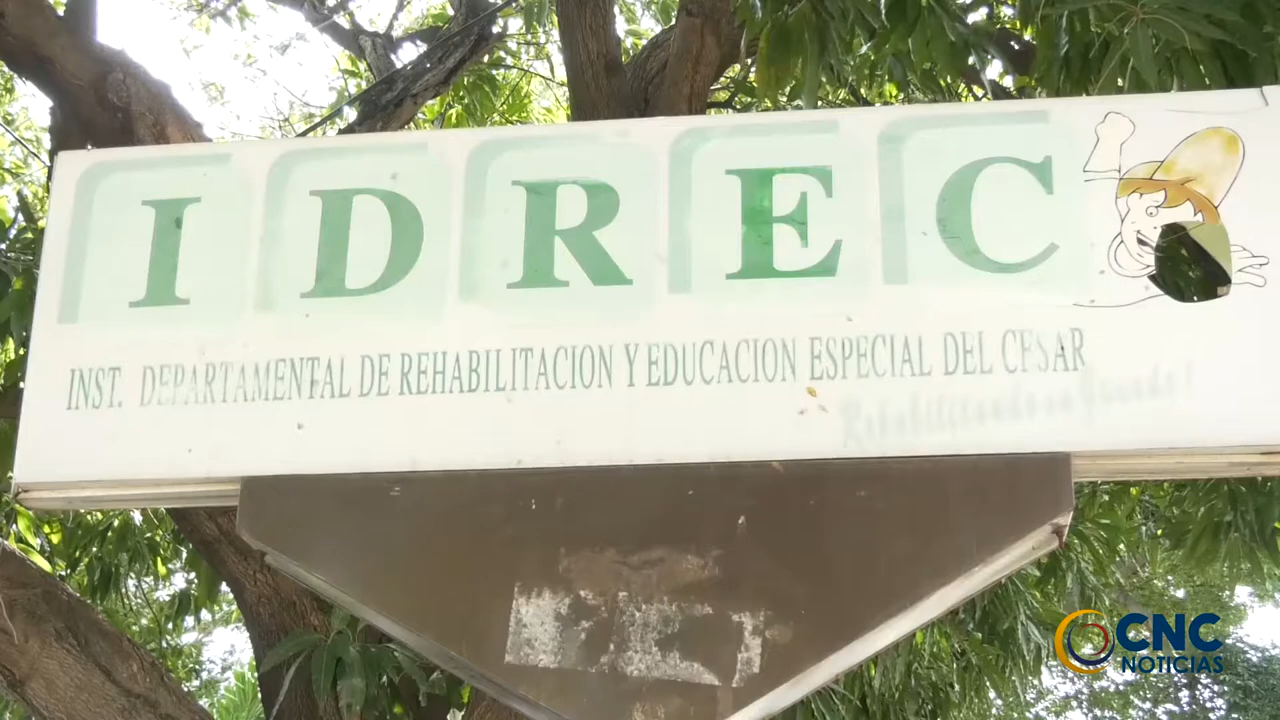 IDREC
INST. DEPARTAMENTAL DE REHABILITACION Y EDUCACION ESPECIAL DEL CESAR
CNC
NOTICIAS